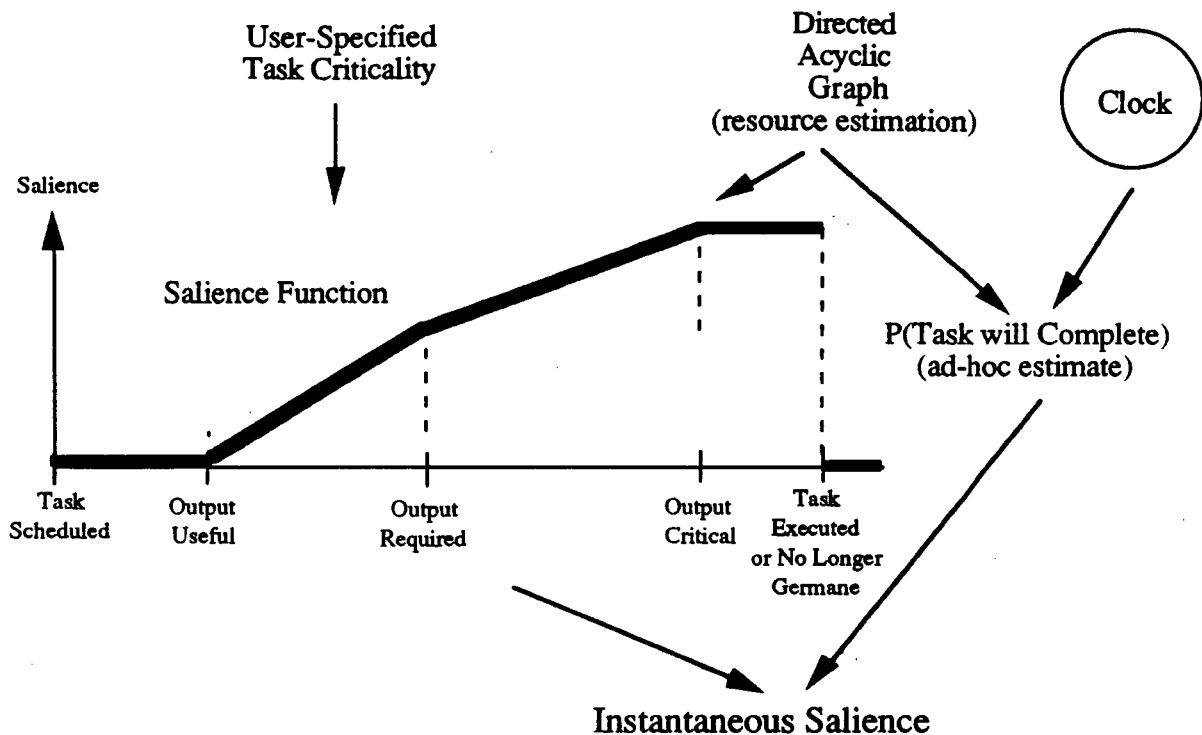 User-Specified
Task Criticality
Directed
Acyclic
Graph
(resource estimation)
Clock
Salience
Salience Function
P(Task will Complete)
(ad-hoc estimate)
Task
Scheduled
Output
Useful
Output
Required
Output
Critical
Task
Executed
or No Longer
Germane
Instantaneous Salience